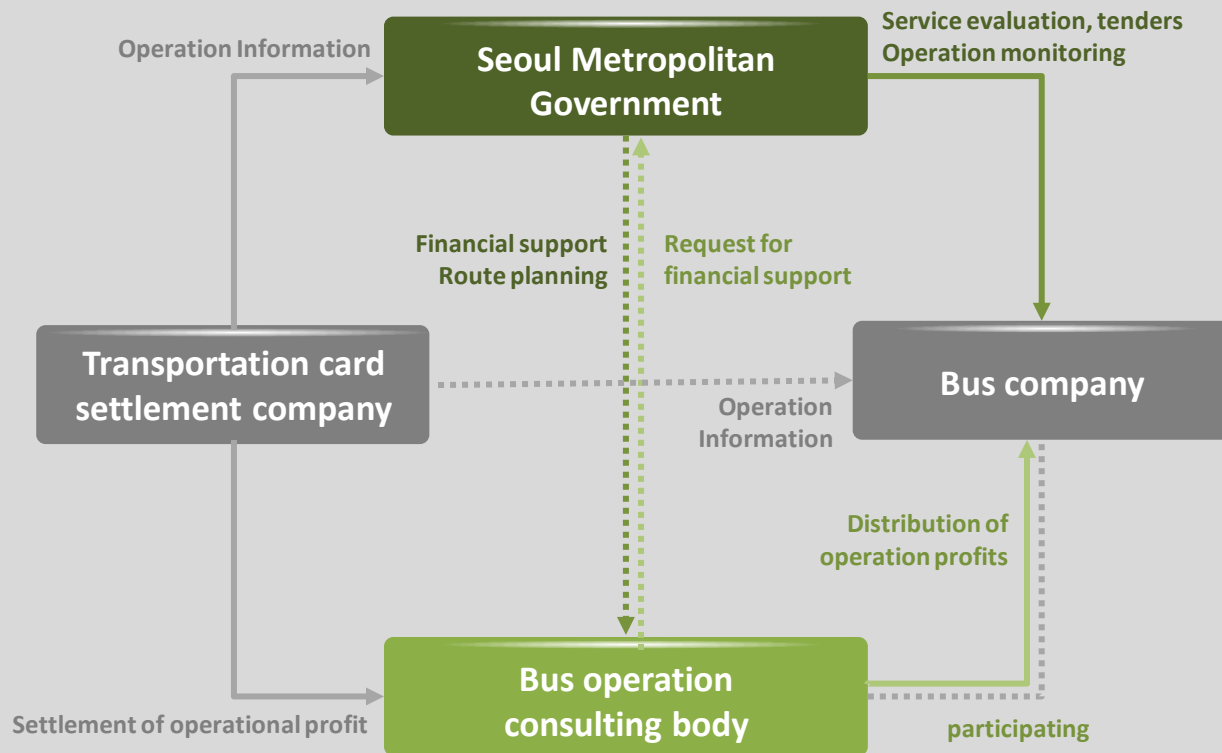 Service evaluation, tenders
Operation monitoring
Operation Information
Seoul Metropolitan
Government
Financial support
Route planning
Request for
financial support
Transportation card
settlement company
Bus company
Operation
Information
Distribution of
operation profits
Bus operation
consulting body
Settlement of operational profit
participating